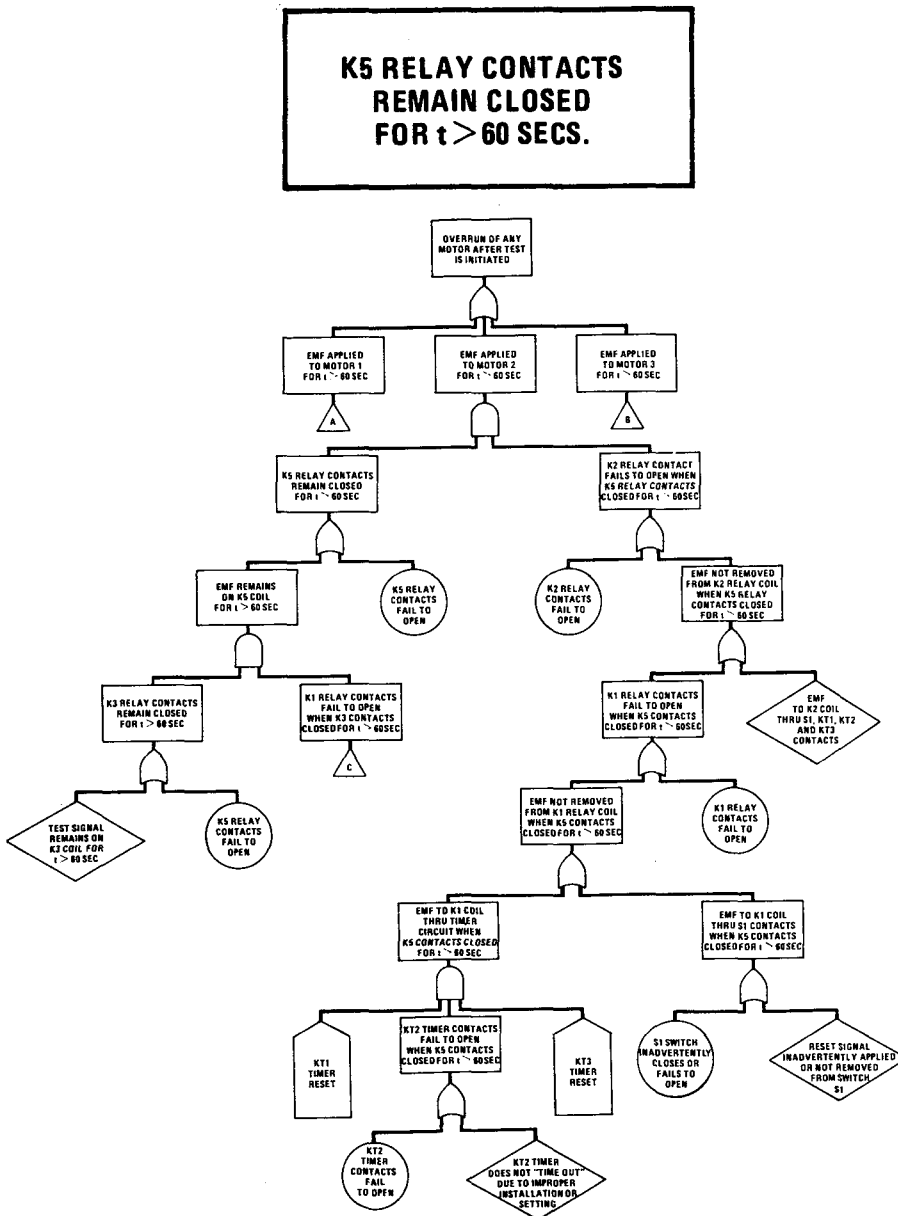 K5 RELAY CONTACTS
REMAIN CLOSED
FOR t > 60 SECS.
OVERRUN OF ANY
MOTOR AFTER TEST
IS INITIATED
EMF APPLIED
TO MOTOR 1
FOR t > 60 SEC
EMF APPLIED
TO MOTOR 2
FOR t > 60 SEC
EMF APPLIED
TO MOTOR 3
FOR t > 60 SEC
A
B
K5 RELAY CONTACTS
REMAIN CLOSED
FOR t > 60 SEC
K2 RELAY CONTACT
FAILS TO OPEN WHEN
K5 RELAY CONTACTS
CLOSED FOR t > 60 SEC
EMF REMAINS
ON K5 COIL
FOR t > 60 SEC
K5 RELAY
CONTACTS
FAIL TO
OPEN
K2 RELAY
CONTACTS
FAIL TO
OPEN
EMF NOT REMOVED
FROM K2 RELAY COIL
WHEN K5 RELAY
CONTACTS CLOSED
FOR t > 60 SEC
K3 RELAY CONTACTS
REMAIN CLOSED
FOR t > 60 SEC
K1 RELAY CONTACTS
FAIL TO OPEN
WHEN K3 CONTACTS
CLOSED FOR t > 60SEC
K1 RELAY CONTACTS
FAIL TO OPEN
WHEN K5 CONTACTS
CLOSED FOR t > 60 SEC
EMF
TO K2 COIL
THRU S1, KT1, KT2
AND KT3
CONTACTS
C
TEST SIGNAL
REMAINS ON
K3 COIL FOR
t > 60 SEC
K5 RELAY
CONTACTS
FAIL TO
OPEN
EMF NOT REMOVED
FROM K1 RELAY COIL
WHEN K5 CONTACTS
CLOSED FOR t > 60 SEC
K1 RELAY
CONTACTS
FAIL TO
OPEN
EMF TO K1 COIL
THRU TIMER
CIRCUIT WHEN
K5 CONTACTS CLOSED
FOR t > 60 SEC
EMF TO K1 COIL
THRU S1 CONTACTS
WHEN K5 CONTACTS
CLOSED FOR t > 60 SEC
KT1
TIMER
RESET
KT2 TIMER CONTACTS
FAIL TO OPEN
WHEN K5 CONTACTS
CLOSED FOR t > 60 SEC
KT3
TIMER
RESET
S1 SWITCH
INADVERTENTLY
CLOSES OR
FAILS TO
OPEN
RESET SIGNAL
INADVERTENTLY APPLIED
OR NOT REMOVED
FROM SWITCH
S1
KT2
TIMER
CONTACTS
FAIL
TO OPEN
KT2 TIMER
DOES NOT "TIME OUT"
DUE TO IMPROPER
INSTALLATION OR
SETTING